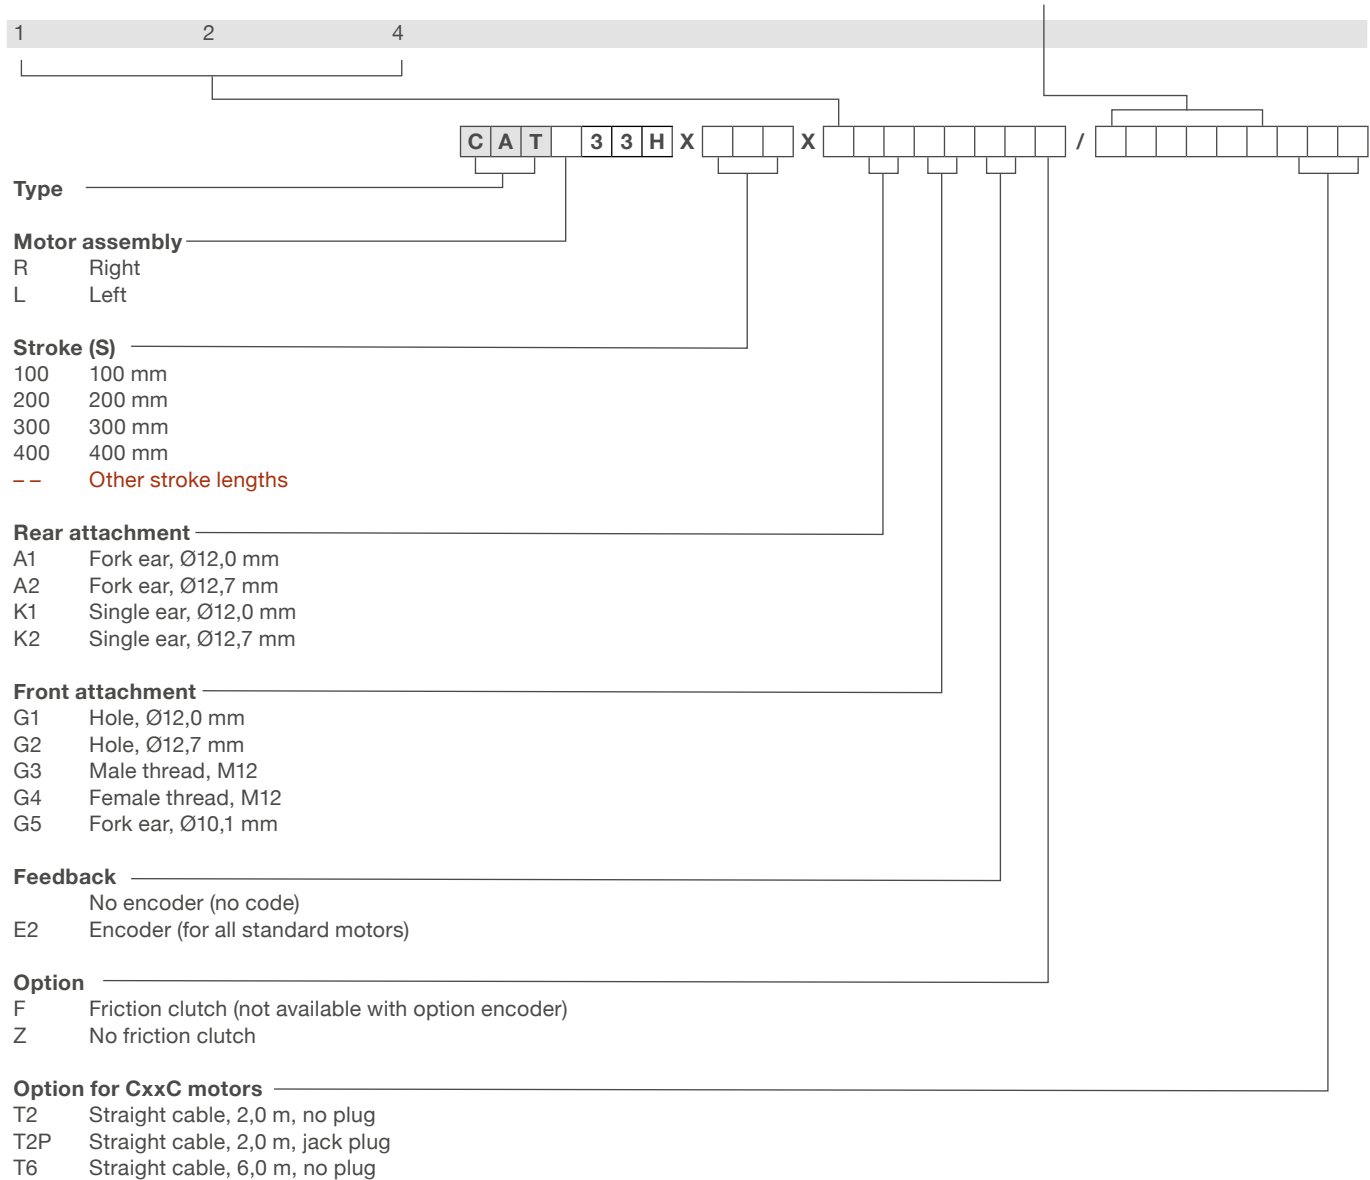 1 2 4
C A T 3 3 H X X /
Type
Motor assembly
R Right
L Left
Stroke (S)
100 100 mm
200 200 mm
300 300 mm
400 400 mm
– – Other stroke lengths
Rear attachment
A1 Fork ear, Ø12,0 mm
A2 Fork ear, Ø12,7 mm
K1 Single ear, Ø12,0 mm
K2 Single ear, Ø12,7 mm
Front attachment
G1 Hole, Ø12,0 mm
G2 Hole, Ø12,7 mm
G3 Male thread, M12
G4 Female thread, M12
G5 Fork ear, Ø10,1 mm
Feedback
No encoder (no code)
E2 Encoder (for all standard motors)
Option
F Friction clutch (not available with option encoder)
Z No friction clutch
Option for CxxC motors
T2 Straight cable, 2,0 m, no plug
T2P Straight cable, 2,0 m, jack plug
T6 Straight cable, 6,0 m, no plug